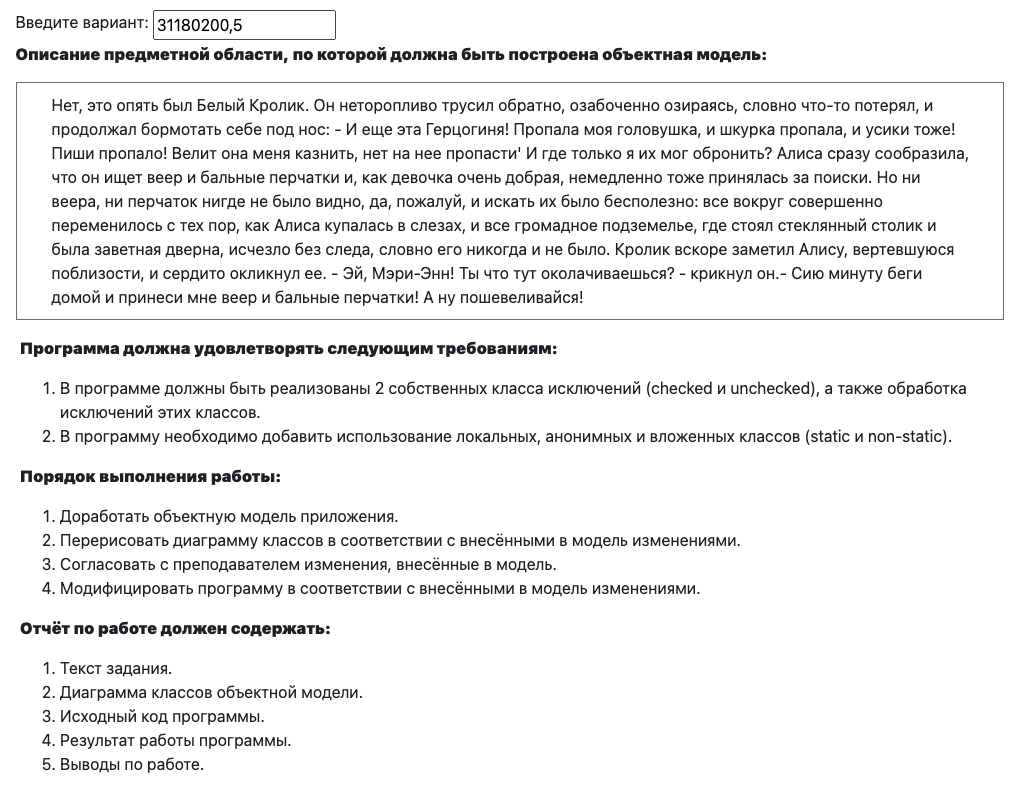 Введите вариант: 31180200,5
Описание предметной области, по которой должна быть построена объектная модель:
Нет, это опять был Белый Кролик. Он неторопливо трусил обратно, озабоченно озираясь, словно что-то потерял, и
продолжал бормотать себе под нос: - И еще эта Герцогиня! Пропала моя головушка, и шкурка пропала, и усики тоже!
Пиши пропало! Велит она меня казнить, нет на нее пропасти' И где только я их мог обронить? Алиса сразу сообразила,
что он ищет веер и бальные перчатки и, как девочка очень добрая, немедленно тоже принялась за поиски. Но ни
веера, ни перчаток нигде не было видно, да, пожалуй, и искать их было бесполезно: все вокруг совершенно
переменилось с тех пор, как Алиса купалась в слезах, и все громадное подземелье, где стоял стеклянный столик и
была заветная дверна, исчезло без следа, словно его никогда и не было. Кролик вскоре заметил Алису, вертевшуюся
поблизости, и сердито окликнул ее. - Эй, Мэри-Энн! Ты что тут околачиваешься? - крикнул он.- Сию минуту беги
домой и принеси мне веер и бальные перчатки! А ну пошевеливайся!
Программа должна удовлетворять следующим требованиям:
1. В программе должны быть реализованы 2 собственных класса исключений (checked и unchecked), а также обработка
исключений этих классов.
2. В программу необходимо добавить использование локальных, анонимных и вложенных классов (static и non-static).
Порядок выполнения работы:
1. Доработать объектную модель приложения.
2. Перерисовать диаграмму классов в соответствии с внесёнными в модель изменениями.
3. Согласовать с преподавателем изменения, внесённые в модель.
4. Модифицировать программу в соответствии с внесёнными в модель изменениями.
Отчёт по работе должен содержать:
1. Текст задания.
2. Диаграмма классов объектной модели.
3. Исходный код программы.
4. Результат работы программы.
5. Выводы по работе.